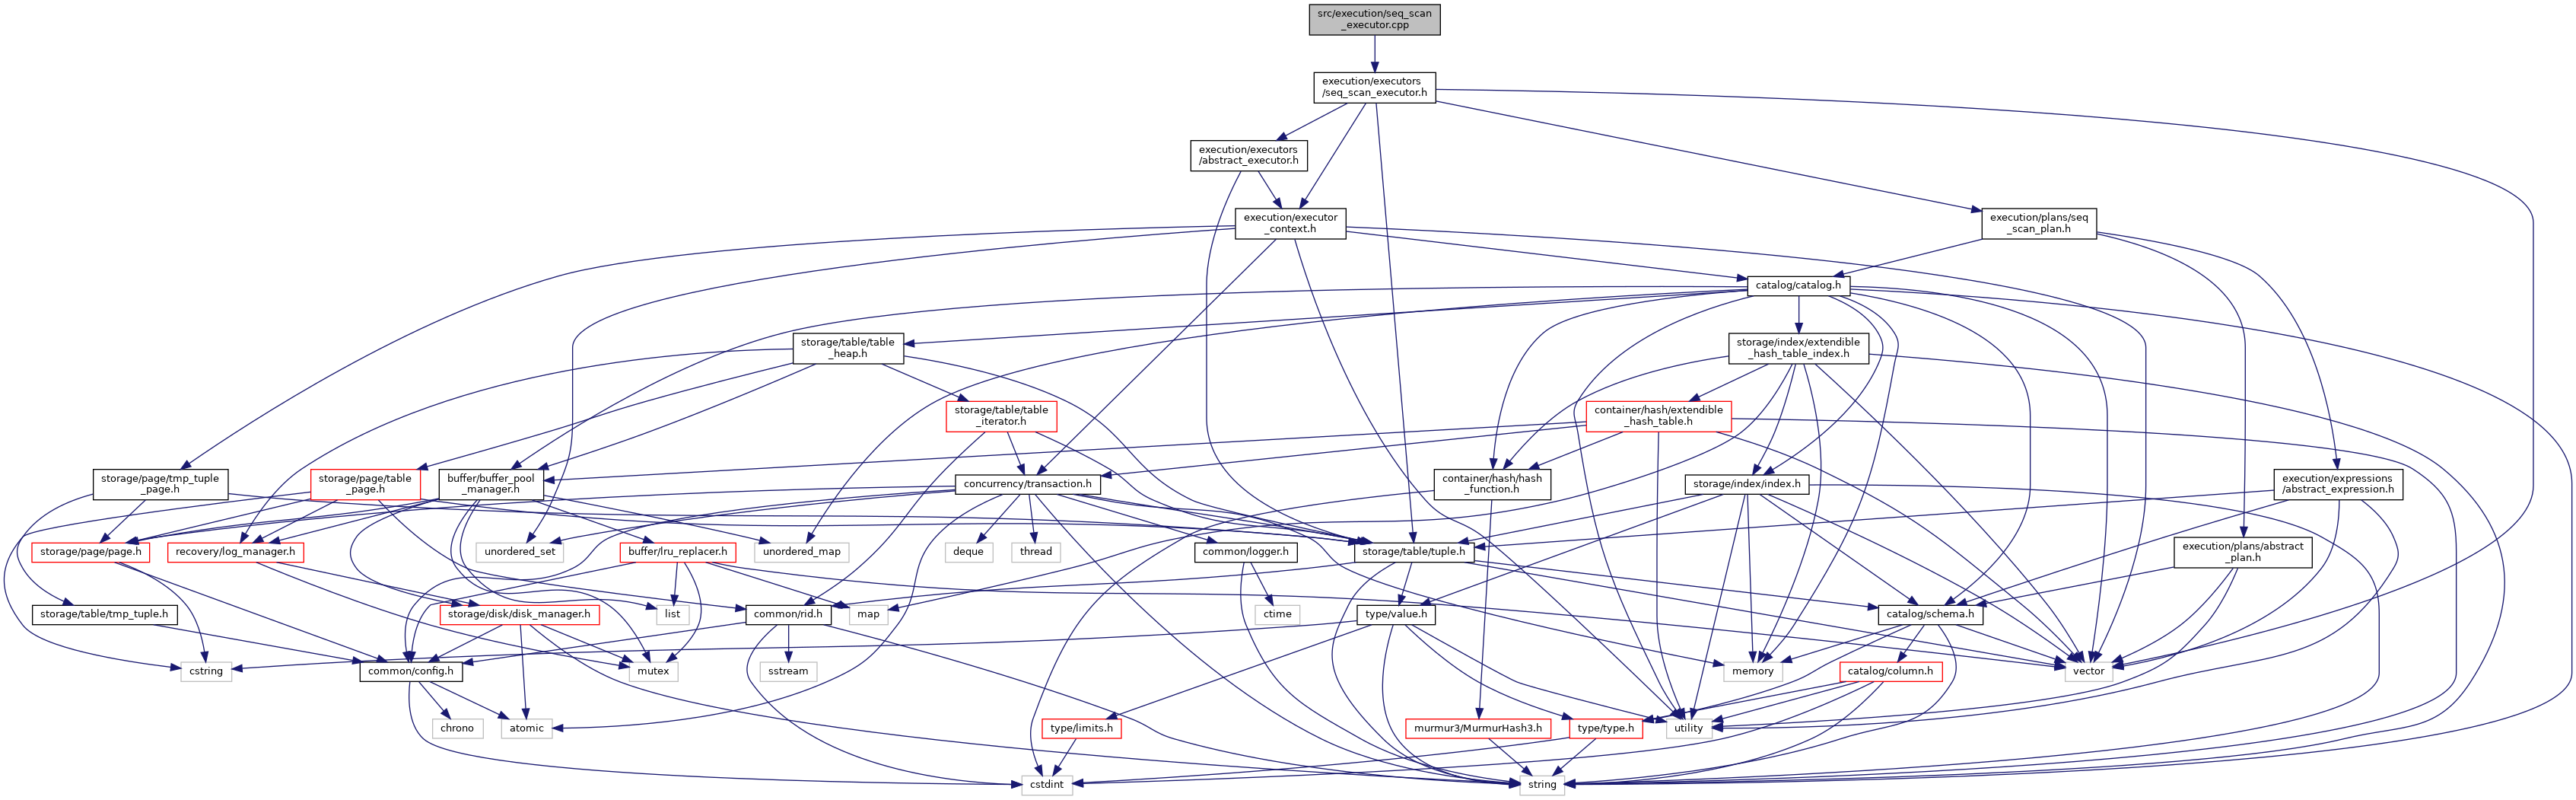 src/execution/seq_scan
_executor.cpp
execution/executors
/seq_scan_executor.h
execution/executors
/abstract_executor.h
execution/executor
_context.h
execution/plans/seq
_scan_plan.h
catalog/catalog.h
storage/table/table
_heap.h
storage/index/extendible
_hash_table_index.h
storage/table/table
_iterator.h
container/hash/extendible
_hash_table.h
storage/page/tmp_tuple
_page.h
storage/page/table
_page.h
buffer/buffer_pool
_manager.h
concurrency/transaction.h
container/hash/hash
_function.h
storage/index/index.h
execution/expressions
/abstract_expression.h
storage/page/page.h
recovery/log_manager.h
unordered_set
buffer/lru_replacer.h
unordered_map
deque
thread
common/logger.h
storage/table/tuple.h
execution/plans/abstract
_plan.h
storage/table/tmp_tuple.h
storage/disk/disk_manager.h
list
common/rid.h
map
ctime
type/value.h
catalog/schema.h
cstring
common/config.h
mutex
sstream
memory
catalog/column.h
vector
chrono
atomic
type/limits.h
murmur3/MurmurHash3.h
type/type.h
utility
cstdint
string